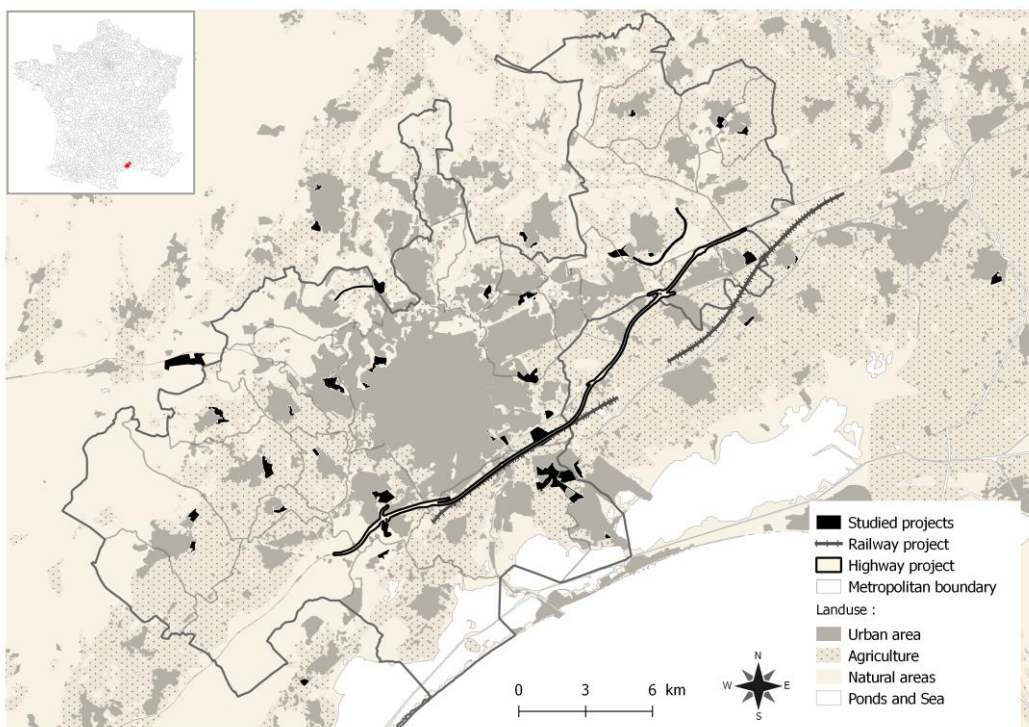 Studied projects
Railway project
Highway project
Metropolitan boundary
Landuse :
Urban area
Agriculture
Natural areas
Ponds and Sea
N
W E
S
0 3 6 km